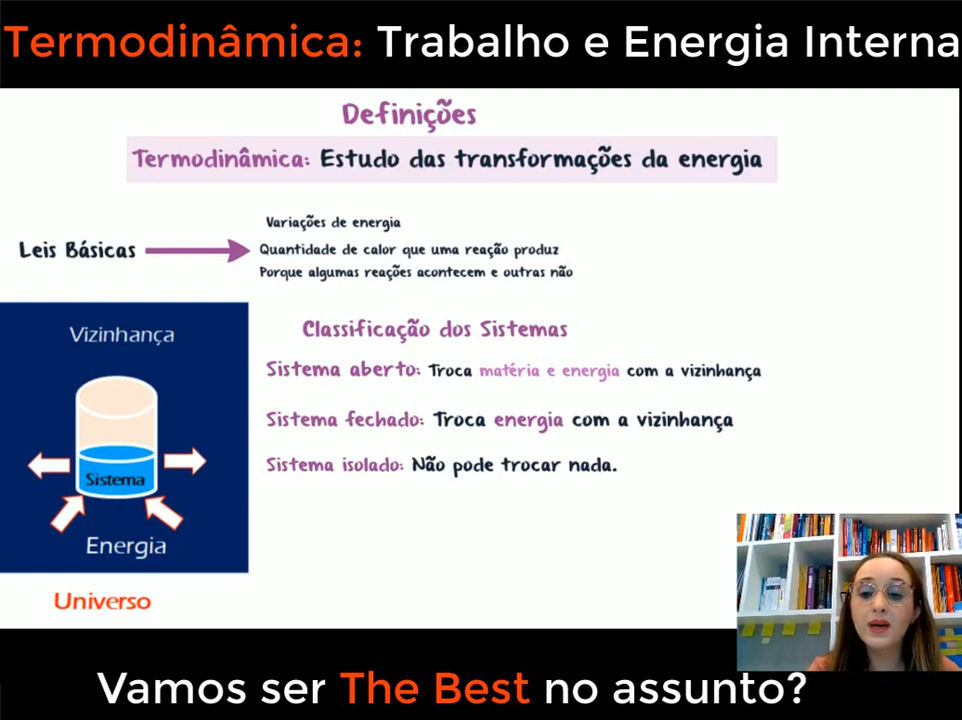 Termodinâmica: Trabalho e Energia Interna
Definições
Termodinâmica: Estudo das transformações da energia
Variações de energia
Leis Básicas
Quantidade de calor que uma reação produz
Porque algumas reações acontecem e outras não
Vizinhança
Sistema
Energia
Universo
Classificação dos Sistemas
Sistema aberto: Troca matéria e energia com a vizinhança
Sistema fechado: Troca energia com a vizinhança
Sistema isolado: Não pode trocar nada.
Vamos ser The Best no assunto?